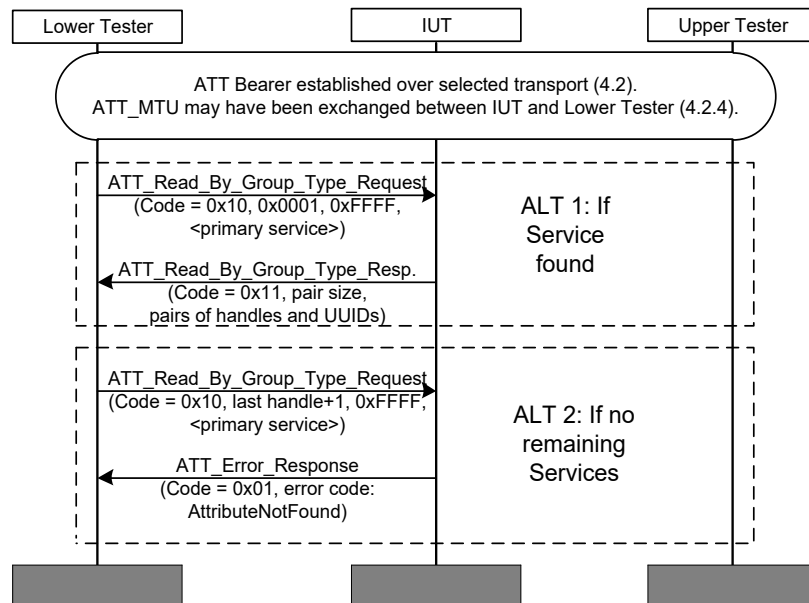 Lower Tester
IUT
Upper Tester
ATT Bearer established over selected transport (4.2).
ATT_MTU may have been exchanged between IUT and Lower Tester (4.2.4).
ATT_Read_By_Group_Type_Request
(Code = 0x10, 0x0001, 0xFFFF,
<primary service>)
ALT 1: If
Service
found
ATT_Read_By_Group_Type_Resp.
(Code = 0x11, pair size,
pairs of handles and UUIDs)
ATT_Read_By_Group_Type_Request
(Code = 0x10, last handle+1, 0xFFFF,
<primary service>)
ALT 2: If no
remaining
Services
ATT_Error_Response
(Code = 0x01, error code:
AttributeNotFound)